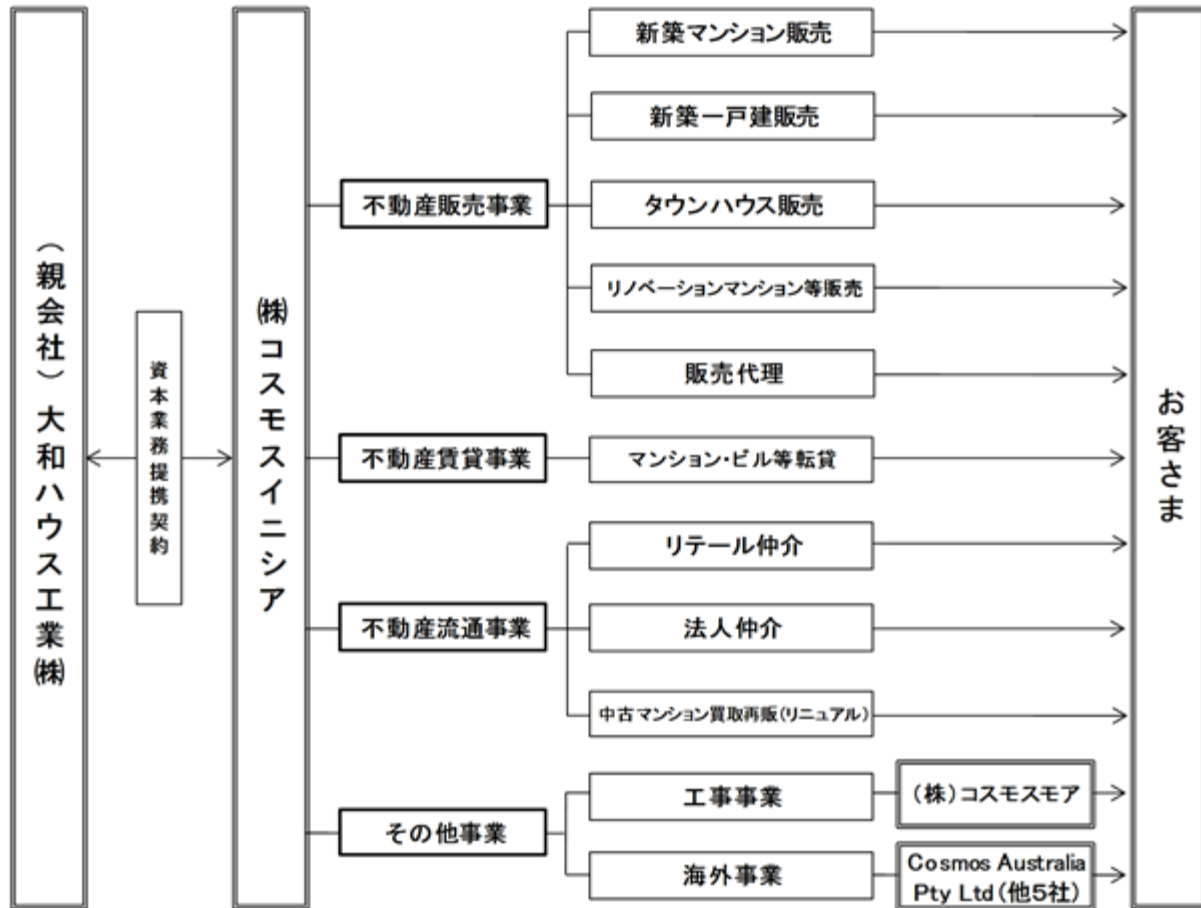 (親会社)大和ハウス工業㈱
資本業務提携契約
㈱コスモスイニシア
不動産販売事業
新築マンション販売
新築一戸建販売
タウンハウス販売
リノベーションマンション等販売
販売代理
不動産賃貸事業
マンション・ビル等転貸
不動産流通事業
リテール仲介
法人仲介
中古マンション買取再販(リニュアル)
その他事業
工事事業
(株)コスモスモア
海外事業
Cosmos Australia
Pty Ltd(他5社)
お客さま